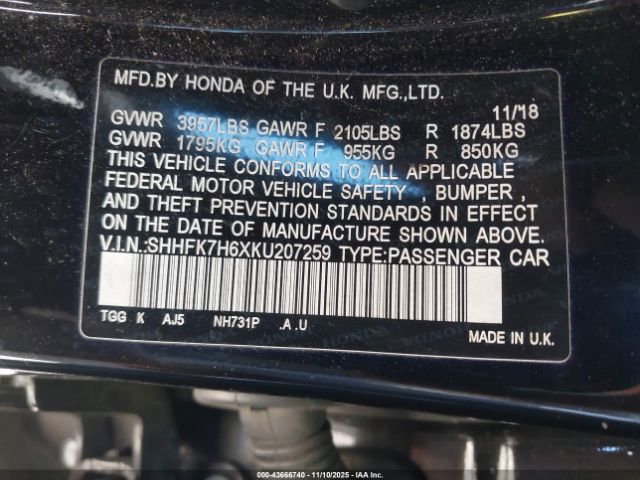 MFD.BY HONDA OF THE U.K. MFG.,LTD.
11/18
GVWR 3957LBS GAWR F 2105LBS R 1874LBS
GVWR 1795KG GAWR F 955KG R 850KG
THIS VEHICLE CONFORMS TO ALL APPLICABLE
FEDERAL MOTOR VEHICLE SAFETY , BUMPER ,
AND THEFT PREVENTION STANDARDS IN EFFECT
ON THE DATE OF MANUFACTURE SHOWN ABOVE.
V.I.N.:SHHFK7H6XKU207259 TYPE:PASSENGER CAR
TGG K AJ5 NH731P .A .U
MADE IN U.K.
000-43666740 - 11/10/2025 - IAAI.COM